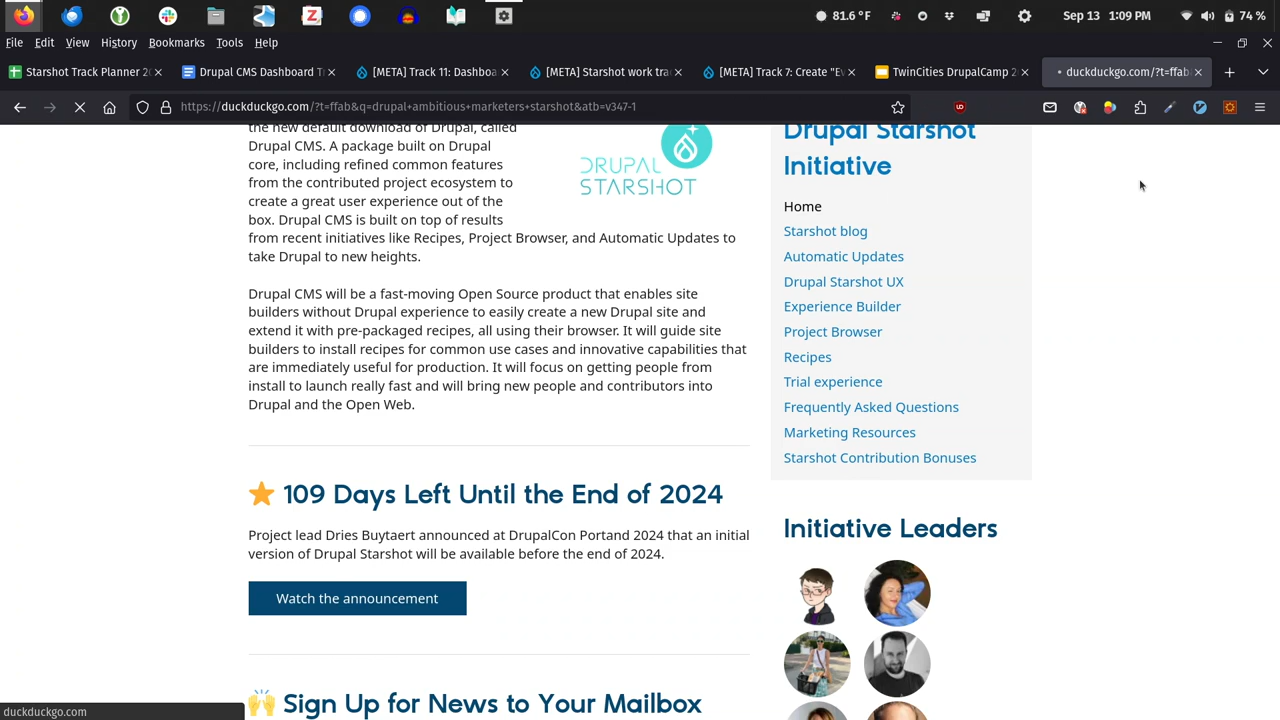 81.6 °F
Sep 13 1:09 PM
74 %
File Edit View History Bookmarks Tools Help
Starshot Track Planner 20
Drupal CMS Dashboard T
[META] Track 11: Dashboa
[META] Starshot work tra
[META] Track 7: Create "Ev
TwinCities DrupalCamp 2
duckduckgo.com/?t=ffab
https://duckduckgo.com/?t=ffab&q=drupal+ambitious+marketers+starshot&atb=v347-1
the new default download of Drupal, called
Drupal CMS. A package built on Drupal
core, including refined common features
from the contributed project ecosystem to
create a great user experience out of the
box. Drupal CMS is built on top of results
from recent initiatives like Recipes, Project Browser, and Automatic Updates to
take Drupal to new heights.
DRUPAL
STARSHOT
Drupal CMS will be a fast-moving Open Source product that enables site
builders without Drupal experience to easily create a new Drupal site and
extend it with pre-packaged recipes, all using their browser. It will guide site
builders to install recipes for common use cases and innovative capabilities that
are immediately useful for production. It will focus on getting people from
install to launch really fast and will bring new people and contributors into
Drupal and the Open Web.
109 Days Left Until the End of 2024
Project lead Dries Buytaert announced at DrupalCon Portand 2024 that an initial
version of Drupal Starshot will be available before the end of 2024.
Watch the announcement
Sign Up for News to Your Mailbox
Drupal Starshot
Initiative
Home
Starshot blog
Automatic Updates
Drupal Starshot UX
Experience Builder
Project Browser
Recipes
Trial experience
Frequently Asked Questions
Marketing Resources
Starshot Contribution Bonuses
Initiative Leaders
duckduckgo.com